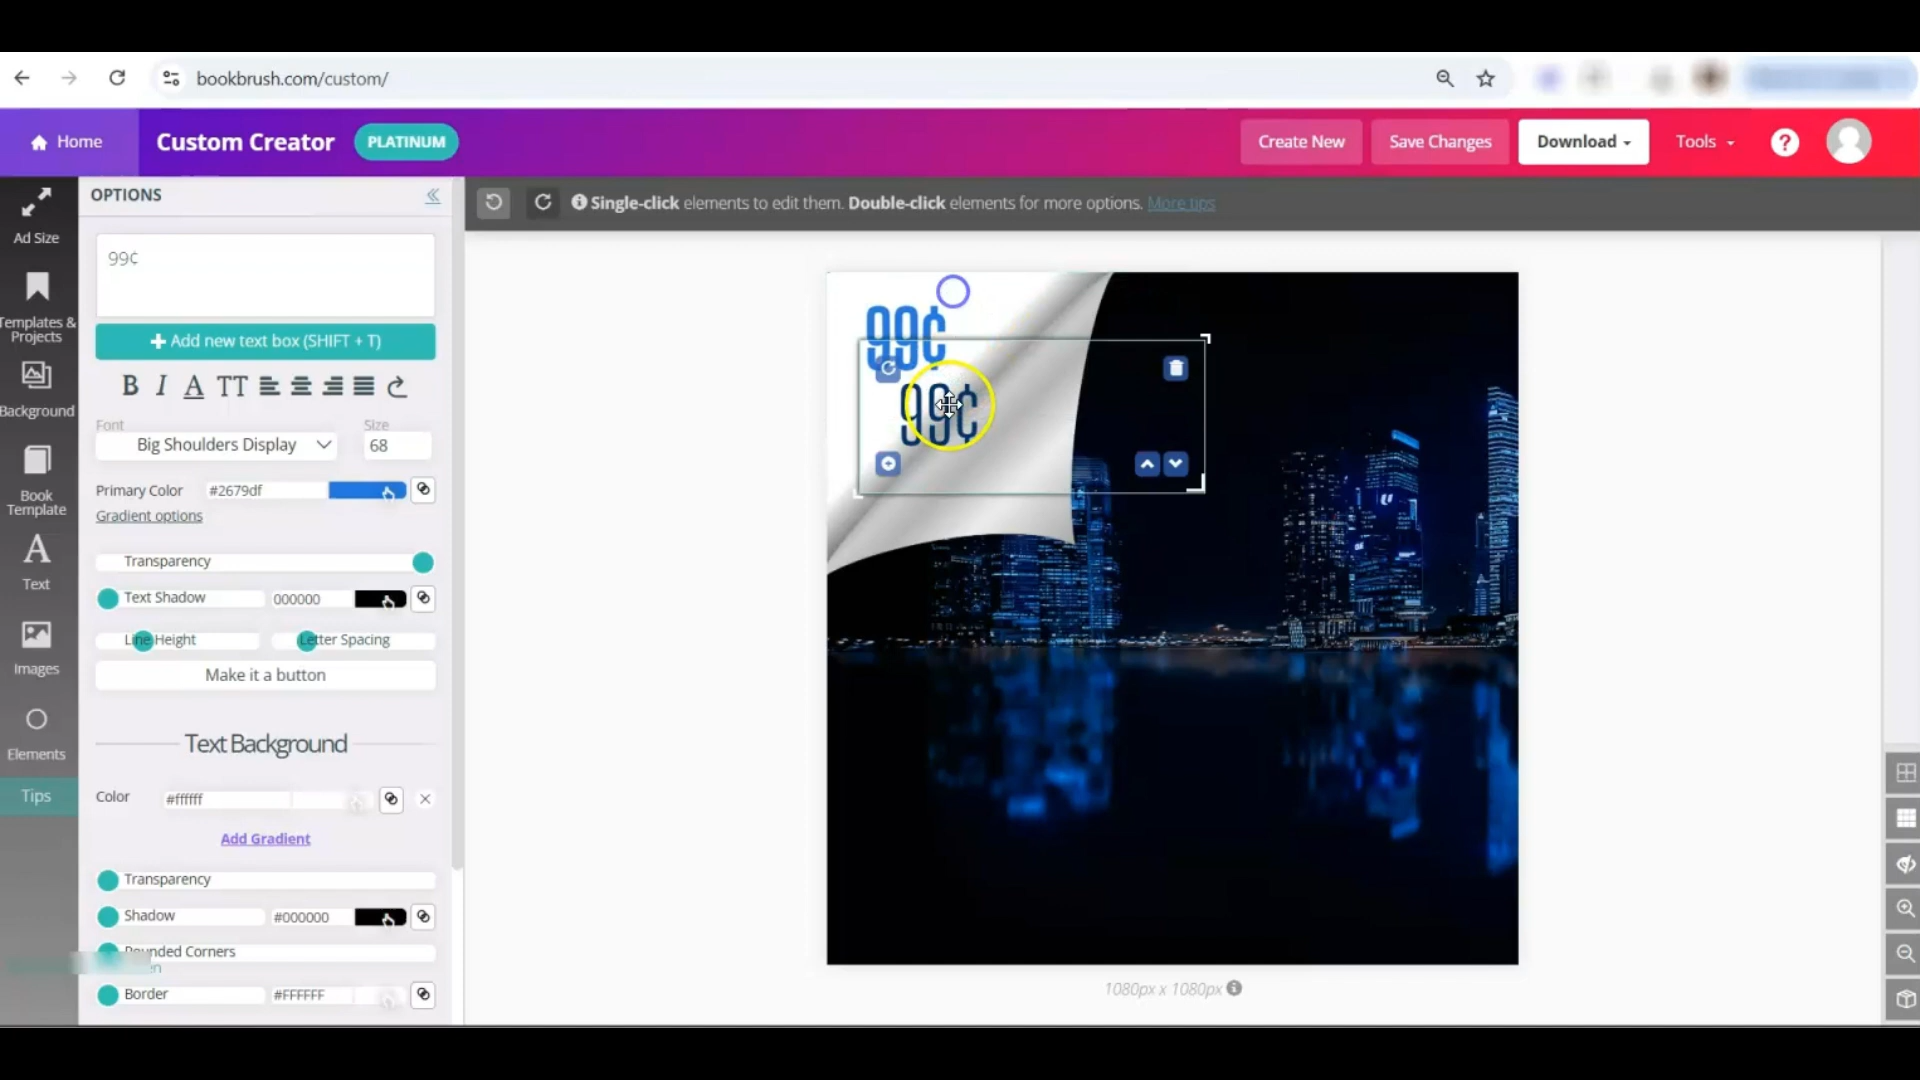 bookbrush.com/custom/
Home
Custom Creator
PLATINUM
Create New
Save Changes
Download
Tools
?
OPTIONS
Single-click elements to edit them. Double-click elements for more options. More tips
Ad Size
Templates &
Projects
Background
Book
Template
Text
Images
Elements
Tips
99¢
+ Add new text box (SHIFT + T)
B I A TT
Font
Size
Big Shoulders Display
68
Primary Color
#2679df
Gradient options
Transparency
Text Shadow
000000
Line Height
Letter Spacing
Make it a button
Text Background
Color
#ffffff
Add Gradient
Transparency
Shadow
#000000
Rounded Corners
Border
#FFFFFF
99¢
99¢
1080px x 1080px